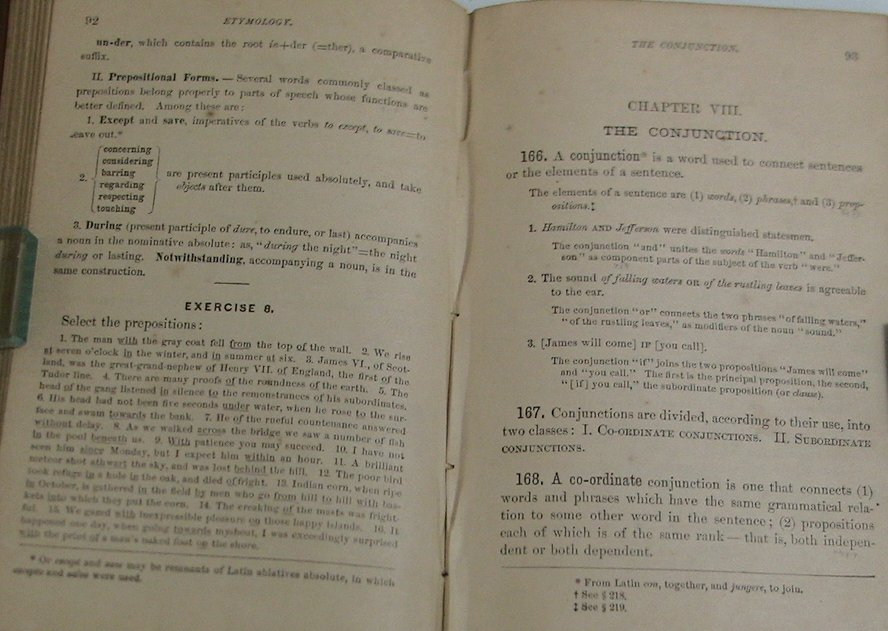 92
ETYMOLOGY.
un-der, which contains the root in+der (=ther), a comparative
suffix.
II. Prepositional Forms. — Several words commonly classed as
prepositions belong properly to parts of speech whose functions are
better defined. Among these are:
1. Except and save, imperatives of the verbs to except, to save=to
leave out.*
concerning
considering
barring
regarding
respecting
touching
2.
are present participles used absolutely, and take
objects after them.
3. During (present participle of dure, to endure, or last) accompanies
a noun in the nominative absolute: as, "during the night"=the night
during or lasting. Notwithstanding, accompanying a noun, is in the
same construction.
EXERCISE 8.
Select the prepositions:
1. The man with the gray coat fell from the top of the wall. 2. We rise
at seven o'clock in the winter, and in summer at six. 3. James VI., of Scot-
land, was the great-grand-nephew of Henry VII. of England, the first of the
Tudor line. 4. There are many proofs of the roundness of the earth. 5. The
head of the gang listened in silence to the remonstrances of his subordinates.
6. His head had not been five seconds under water, when he rose to the sur-
face and swam towards the bank. 7. He of the rueful countenance answered
without delay. 8. As we walked across the bridge we saw a number of fish
in the pool beneath us. 9. With patience you may succeed. 10. I have not
seen him since Monday, but I expect him within an hour. 11. A brilliant
meteor shot athwart the sky, and was lost behind the hill. 12. The poor bird
took refuge in a hole in the oak, and died of fright. 13. Indian corn, when ripe
in October, is gathered in the field by men who go from hill to hill with bas-
kets into which they put the corn. 14. The creaking of the masts was fright-
ful. 15. We gazed with inexpressible pleasure on those happy islands. 16. It
happened one day, when going towards my boat, I was exceedingly surprised
with the print of a man's naked foot on the shore.
* Or except and save may be remnants of Latin ablatives absolute, in which
were used.
THE CONJUNCTION.
93
CHAPTER VIII.
THE CONJUNCTION.
166. A conjunction* is a word used to connect sentences
or the elements of a sentence.
The elements of a sentence are (1) words, (2) phrases,† and (3) prop-
ositions.‡
1. Hamilton AND Jefferson were distinguished statesmen.
The conjunction "and" unites the words "Hamilton" and "Jeffer-
son" as component parts of the subject of the verb "were."
2. The sound of falling waters OR of the rustling leaves is agreeable
to the ear.
The conjunction "or" connects the two phrases "of falling waters,"
"of the rustling leaves," as modifiers of the noun "sound."
3. [James will come] IF [you call].
The conjunction "if" joins the two propositions "James will come"
and "you call." The first is the principal proposition, the second,
"[if] you call," the subordinate proposition (or clause).
167. Conjunctions are divided, according to their use, into
two classes: I. CO-ORDINATE CONJUNCTIONS. II. SUBORDINATE
CONJUNCTIONS.
168. A co-ordinate conjunction is one that connects (1)
words and phrases which have the same grammatical rela-
tion to some other word in the sentence; (2) propositions
each of which is of the same rank — that is, both indepen-
dent or both dependent.
* From Latin con, together, and jungere, to join.
† See § 218.
‡ See § 219.